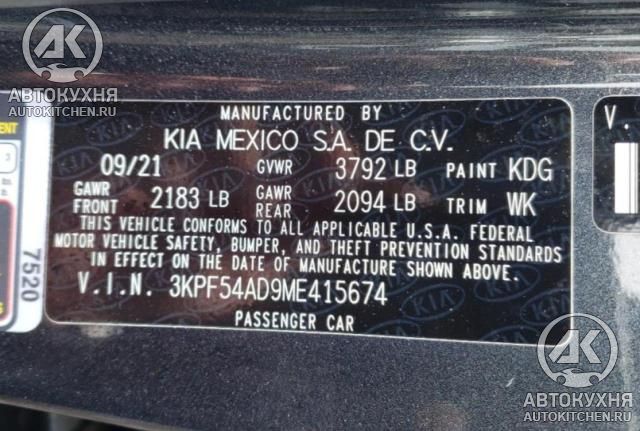 АК
АВТОКУХНЯ
AUTOKITCHEN.RU
MANUFACTURED BY
KIA MEXICO S.A. DE C.V.
09/21 GVWR 3792 LB PAINT KDG
GAWR FRONT 2183 LB GAWR REAR 2094 LB TRIM WK
THIS VEHICLE CONFORMS TO ALL APPLICABLE U.S.A. FEDERAL
MOTOR VEHICLE SAFETY, BUMPER, AND THEFT PREVENTION STANDARDS
IN EFFECT ON THE DATE OF MANUFACTURE SHOWN ABOVE.
V.I.N. 3KPF54AD9ME415674
PASSENGER CAR
7520
V.
АК
АВТОКУХНЯ
AUTOKITCHEN.RU